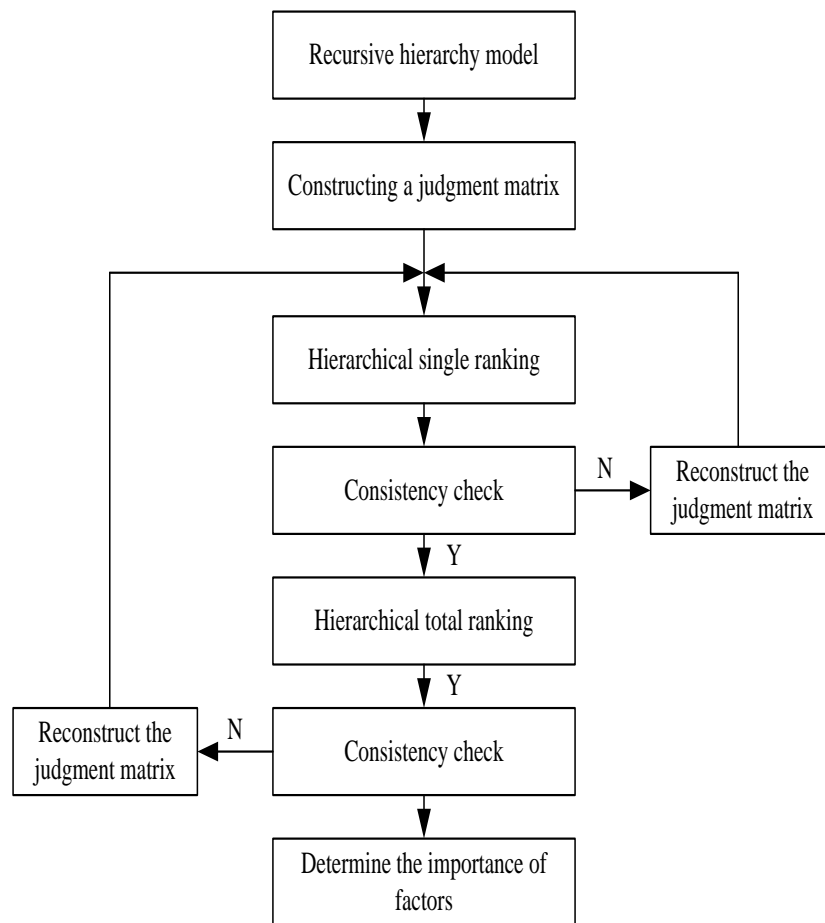 Recursive hierarchy model
Constructing a judgment matrix
Hierarchical single ranking
Consistency check
N
Reconstruct the
judgment matrix
Y
Hierarchical total ranking
Y
Reconstruct the
judgment matrix
N
Consistency check
Determine the importance of
factors